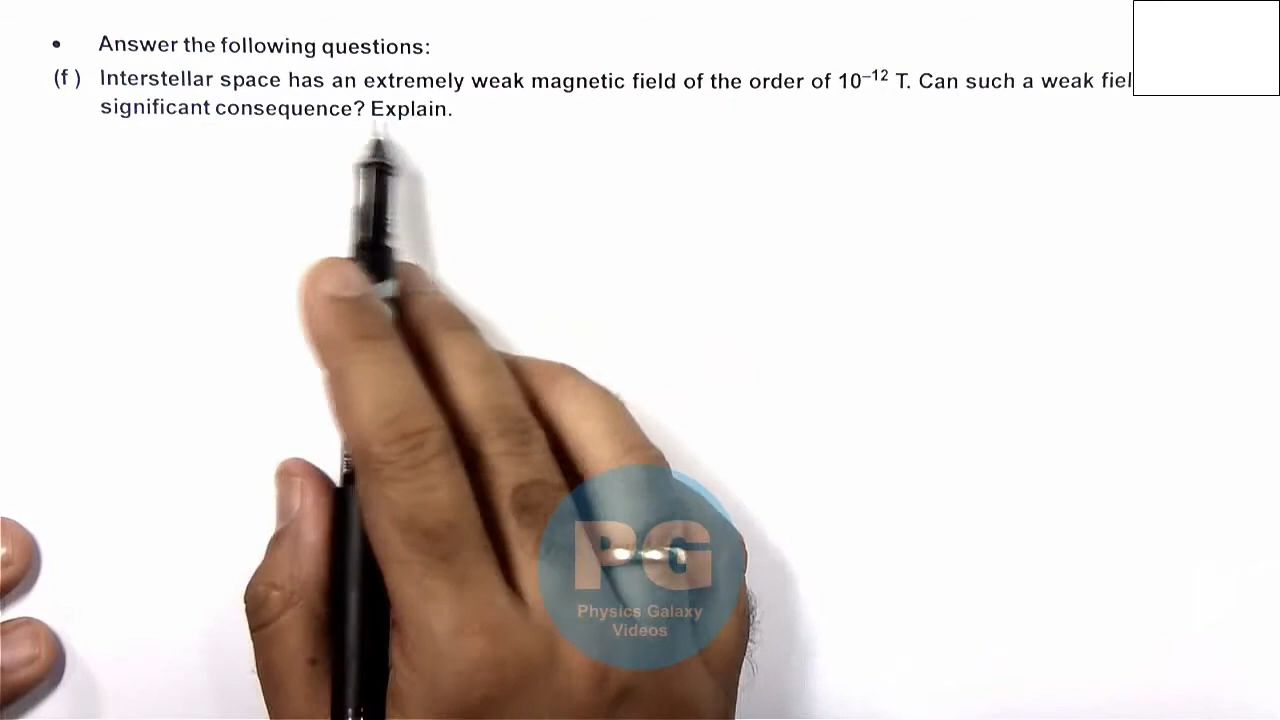 • Answer the following questions:
(f) Interstellar space has an extremely weak magnetic field of the order of 10⁻¹² T. Can such a weak
significant consequence? Explain.
PG
Physics Galaxy
Videos